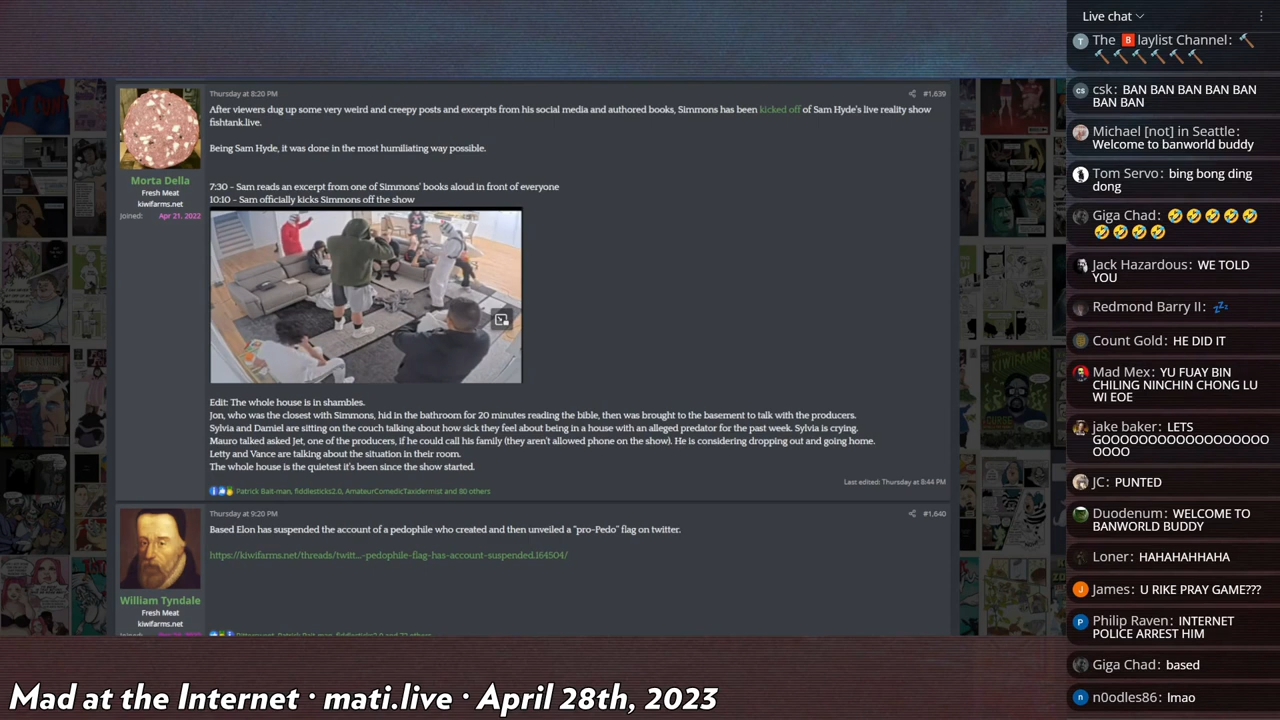 Thursday at 8:20 PM
#1,639
After viewers dug up some very weird and creepy posts and excerpts from his social media and authored books, Simmons has been kicked off of Sam Hyde's live reality show
fishtank.live.
Being Sam Hyde, it was done in the most humiliating way possible.
Morta Della
Fresh Meat
kiwifarms.net
Joined: Apr 21, 2022
7:30 - Sam reads an excerpt from one of Simmons' books aloud in front of everyone
10:10 - Sam officially kicks Simmons off the show
Edit: The whole house is in shambles.
Jon, who was the closest with Simmons, hid in the bathroom for 20 minutes reading the bible, then was brought to the basement to talk with the producers.
Sylvia and Damiel are sitting on the couch talking about how sick they feel about being in a house with an alleged predator for the past week. Sylvia is crying.
Mauro talked asked Jet, one of the producers, if he could call his family (they aren't allowed phone on the show). He is considering dropping out and going home.
Letty and Vance are talking about the situation in their room.
The whole house is the quietest it's been since the show started.
Last edited: Thursday at 8:44 PM
Patrick Bait-man, fiddlesticks2.0, AmateurComedicTaxidermist and 80 others
Thursday at 9:20 PM
#1,640
Based Elon has suspended the account of a pedophile who created and then unveiled a "pro-Pedo" flag on twitter.
https://kiwifarms.net/threads/twitt...-pedophile-flag-has-account-suspended.164504/
William Tyndale
Fresh Meat
kiwifarms.net
Live chat
The 🅱️laylist Channel: 🔨
🔨🔨🔨🔨🔨🔨
csk: BAN BAN BAN BAN BAN
BAN BAN
Michael [not] in Seattle:
Welcome to banworld buddy
Tom Servo: bing bong ding
dong
Giga Chad: 🤣🤣🤣🤣🤣
🤣🤣🤣🤣
Jack Hazardous: WE TOLD
YOU
Redmond Barry II: 💤
Count Gold: HE DID IT
Mad Mex: YU FUAY BIN
CHILING NINCHIN CHONG LU
WI EOE
jake baker: LETS
GOOOOOOOOOOOOOOOOOO
OOOO
JC: PUNTED
Duodenum: WELCOME TO
BANWORLD BUDDY
Loner: HAHAHAHHAHA
James: U RIKE PRAY GAME???
Philip Raven: INTERNET
POLICE ARREST HIM
Giga Chad: based
n0odles86: lmao
Mad at the Internet · mati.live · April 28th, 2023